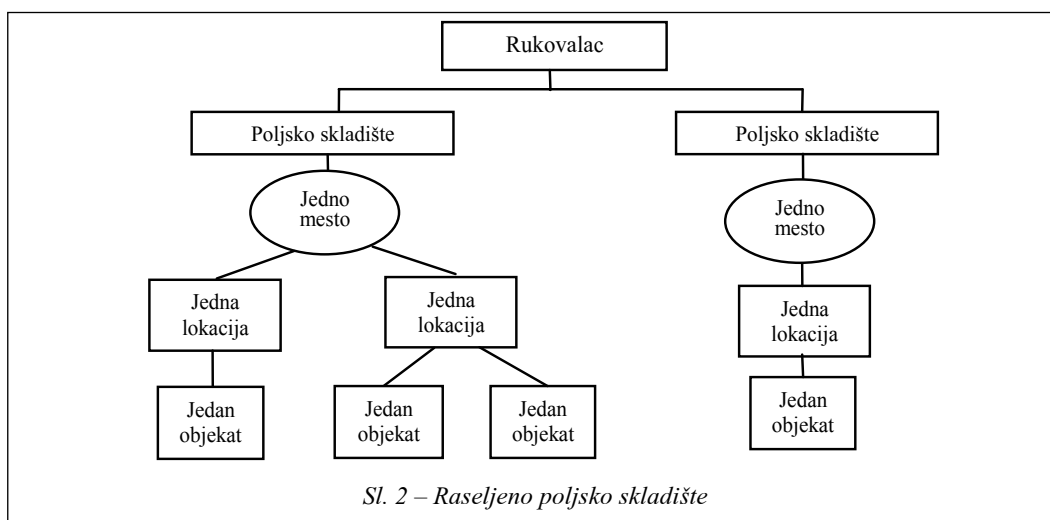 Rukovalac
Poljsko skladište
Poljsko skladište
Jedno
mesto
Jedno
mesto
Jedna
lokacija
Jedna
lokacija
Jedna
lokacija
Jedan
objekat
Jedan
objekat
Jedan
objekat
Jedan
objekat
Sl. 2 – Raseljeno poljsko skladište